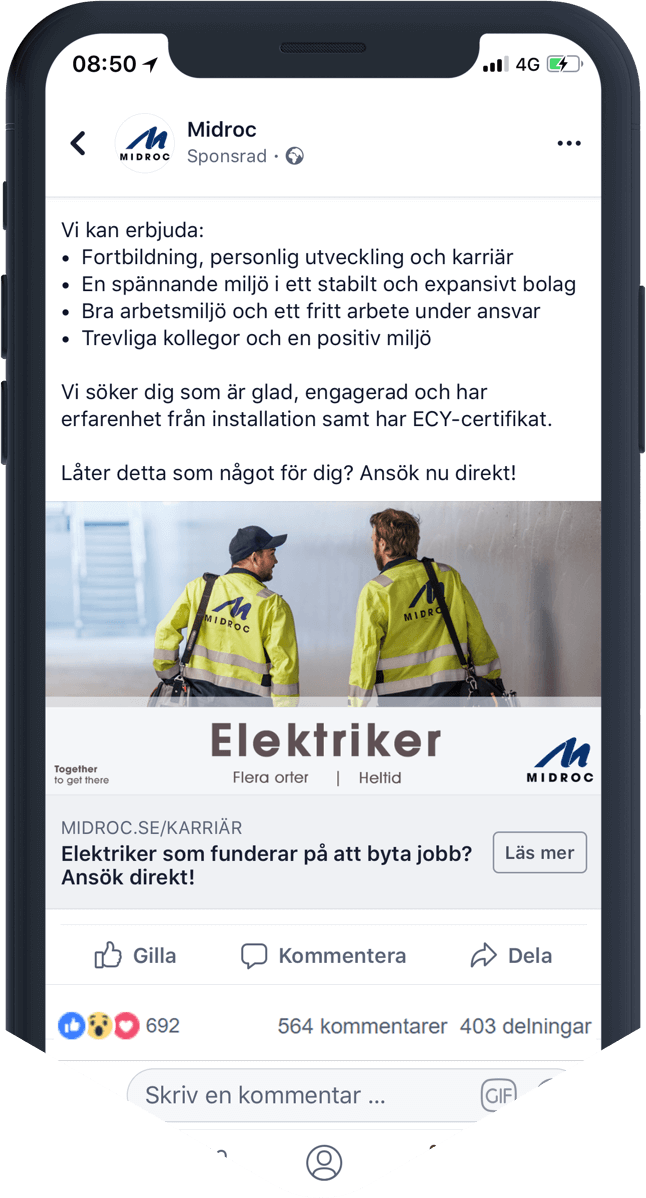 08:50
4G
MIDROC
Midroc
Sponsrad ·
Vi kan erbjuda:
• Fortbildning, personlig utveckling och karriär
• En spännande miljö i ett stabilt och expansivt bolag
• Bra arbetsmiljö och ett fritt arbete under ansvar
• Trevliga kollegor och en positiv miljö
Vi söker dig som är glad, engagerad och har
erfarenhet från installation samt har ECY-certifikat.
Låter detta som något för dig? Ansök nu direkt!
MIDROC
MIDROC
Elektriker
Together
to get there
Flera orter | Heltid
MIDROC
MIDROC.SE/KARRIÄR
Elektriker som funderar på att byta jobb?
Ansök direkt!
Läs mer
Gilla
Kommentera
Dela
692
564 kommentarer
403 delningar
Skriv en kommentar ...
GIF